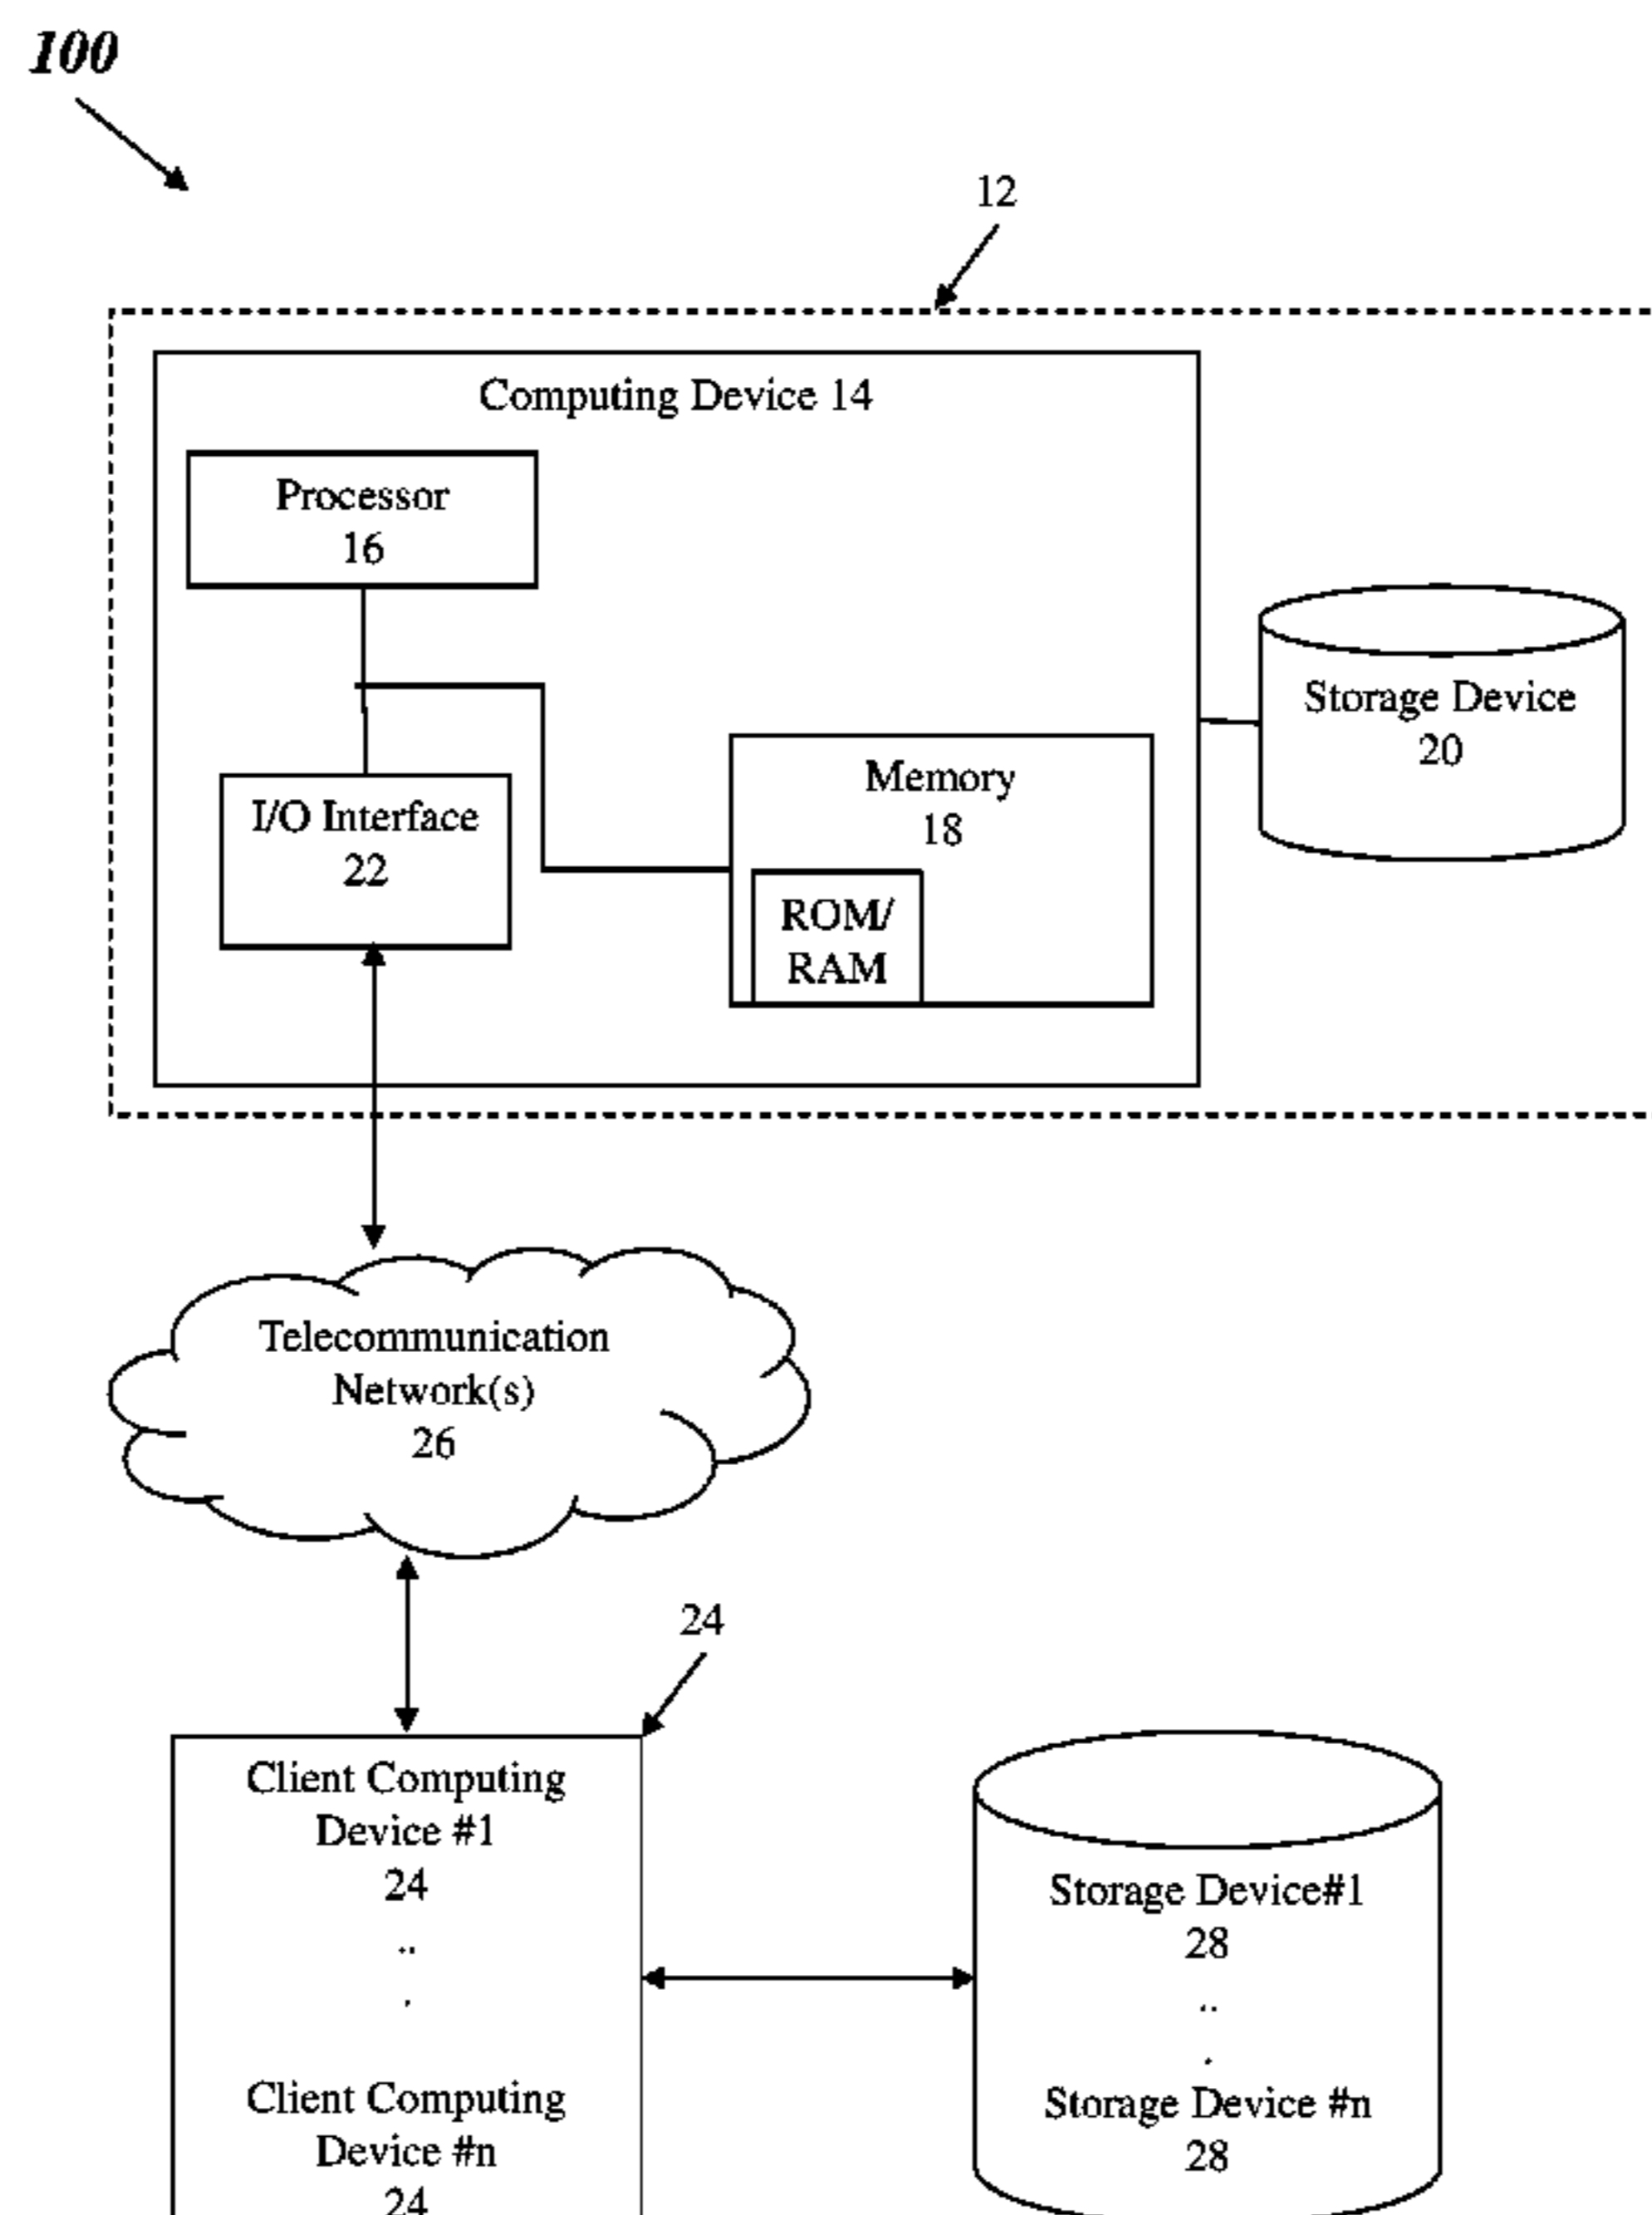 100
12
Computing Device 14
Processor
16
Storage Device
20
Memory
18
I/O Interface
22
ROM/
RAM
Telecommunication
Network(s)
26
24
Client Computing
Device #1
24
..
.
Client Computing
Device #n
24
Storage Device#1
28
..
.
Storage Device #n
28